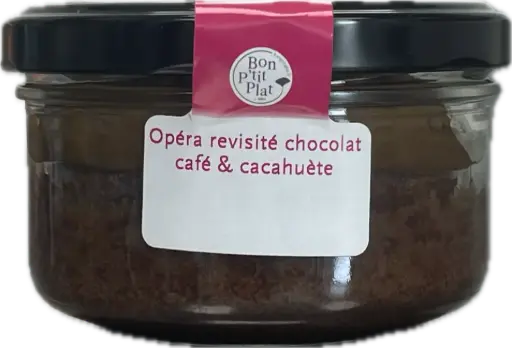 Bon
P'tit
Plat
Opéra revisité chocolat
café & cacahuète